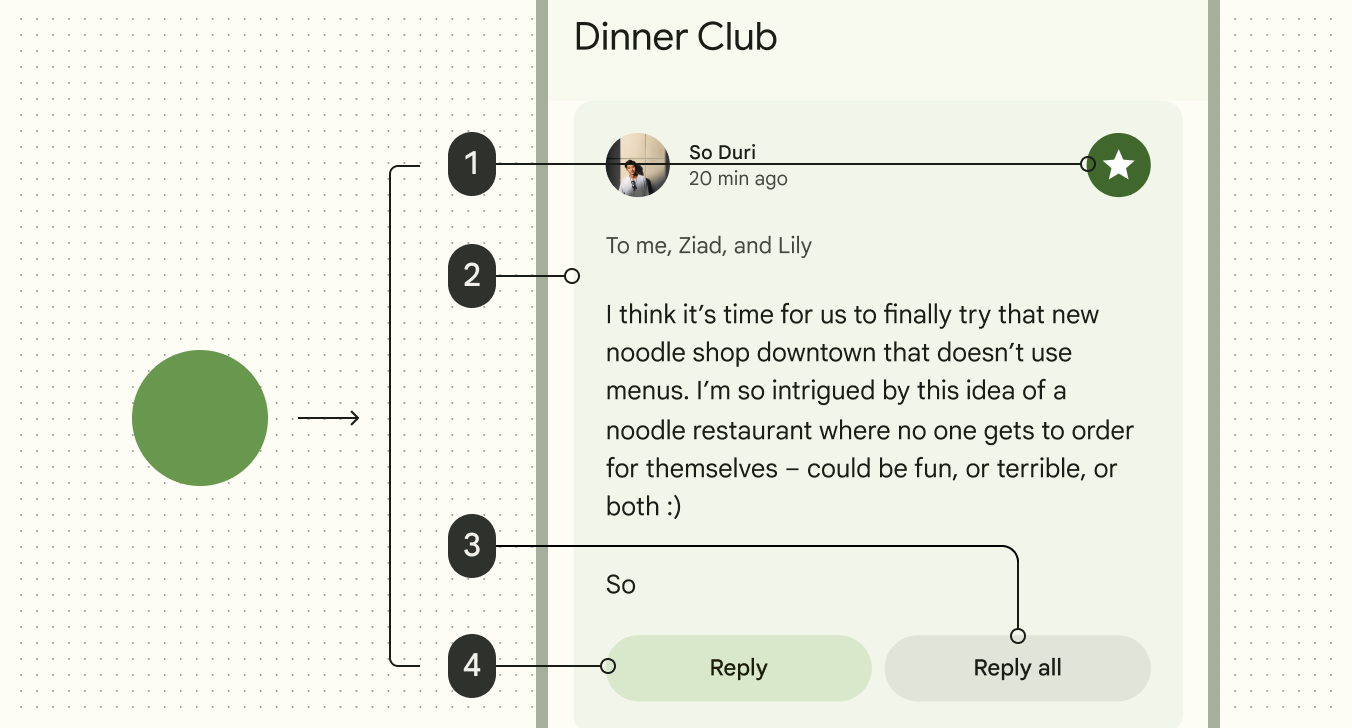 Dinner Club
1
So Duri
20 min ago
To me, Ziad, and Lily
2
I think it’s time for us to finally try that new
noodle shop downtown that doesn’t use
menus. I’m so intrigued by this idea of a
noodle restaurant where no one gets to order
for themselves – could be fun, or terrible, or
both :)
3
So
4
Reply
Reply all